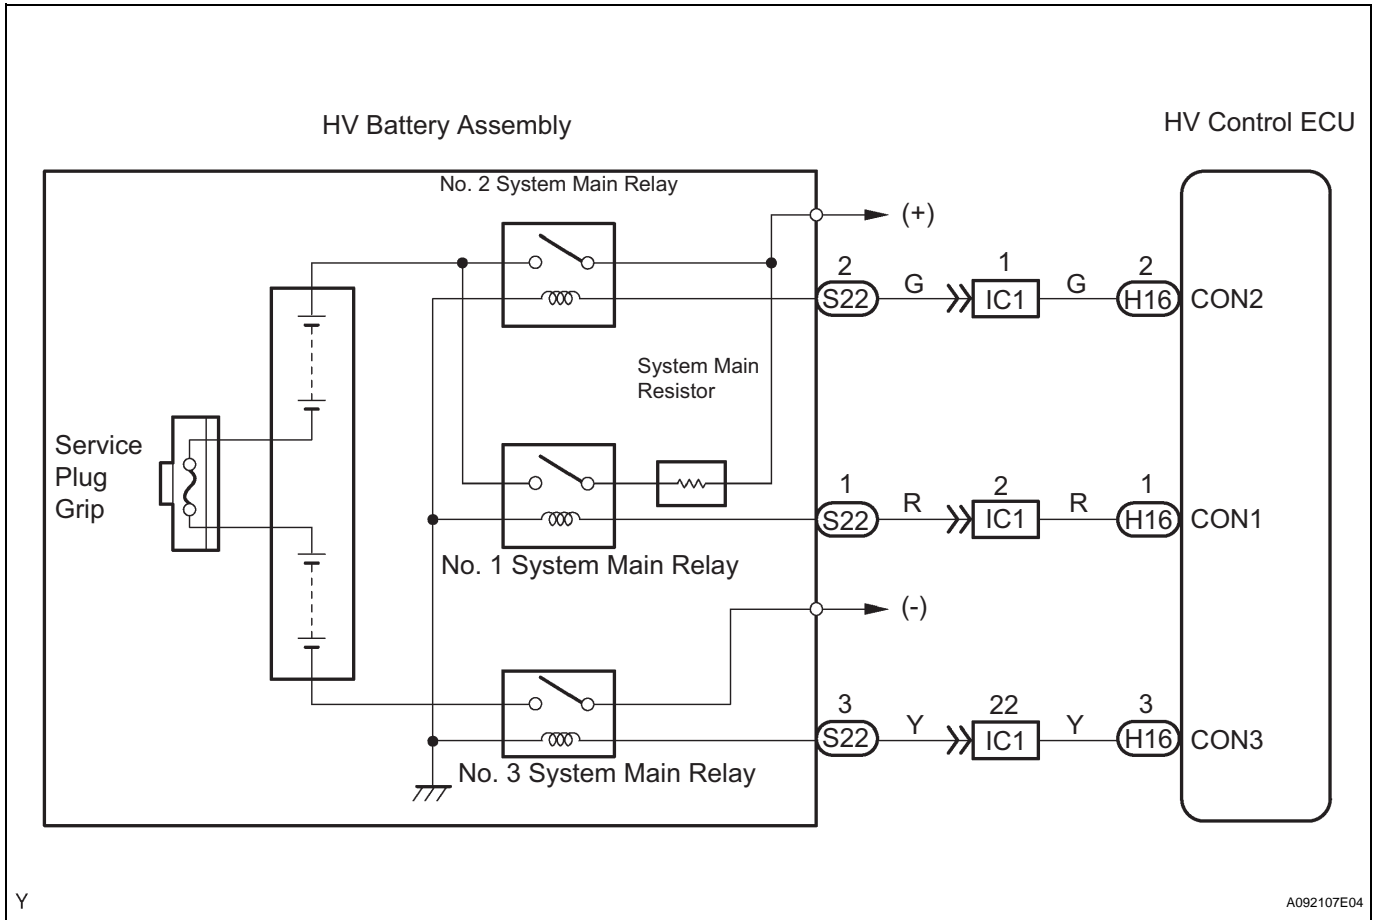 HV Battery Assembly
HV Control ECU
No. 2 System Main Relay
(+)
2
G
1
IC1
G
2
S22
H16
CON2
System Main
Resistor
Service
Plug
Grip
1
R
2
IC1
R
1
S22
H16
CON1
No. 1 System Main Relay
(-)
3
Y
22
IC1
Y
3
S22
H16
CON3
No. 3 System Main Relay
Y
A092107E04